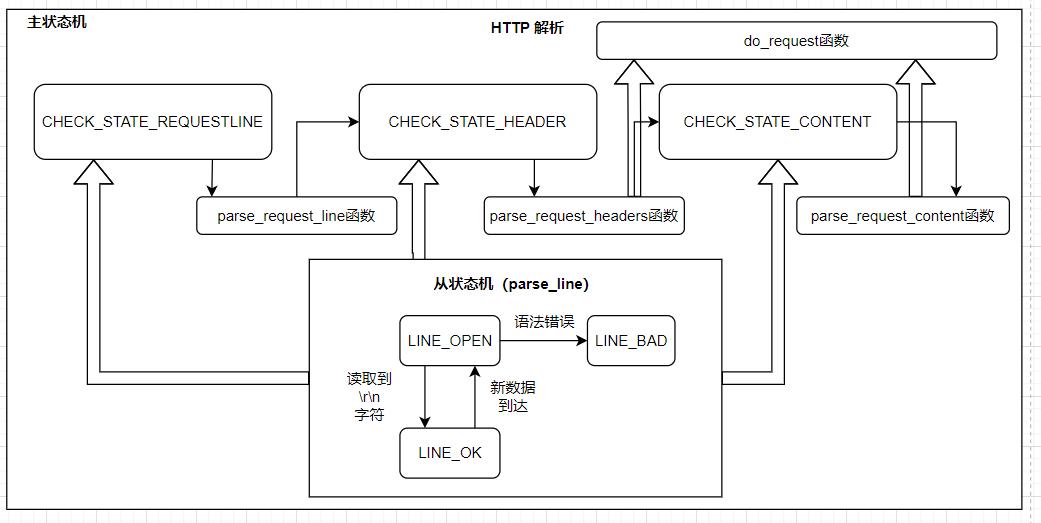 主状态机
HTTP 解析
do_request函数
CHECK_STATE_REQUESTLINE
CHECK_STATE_HEADER
CHECK_STATE_CONTENT
parse_request_line函数
parse_request_headers函数
parse_request_content函数
从状态机（parse_line）
LINE_OPEN
语法错误
LINE_BAD
读取到
\r\n
字符
新数据
到达
LINE_OK